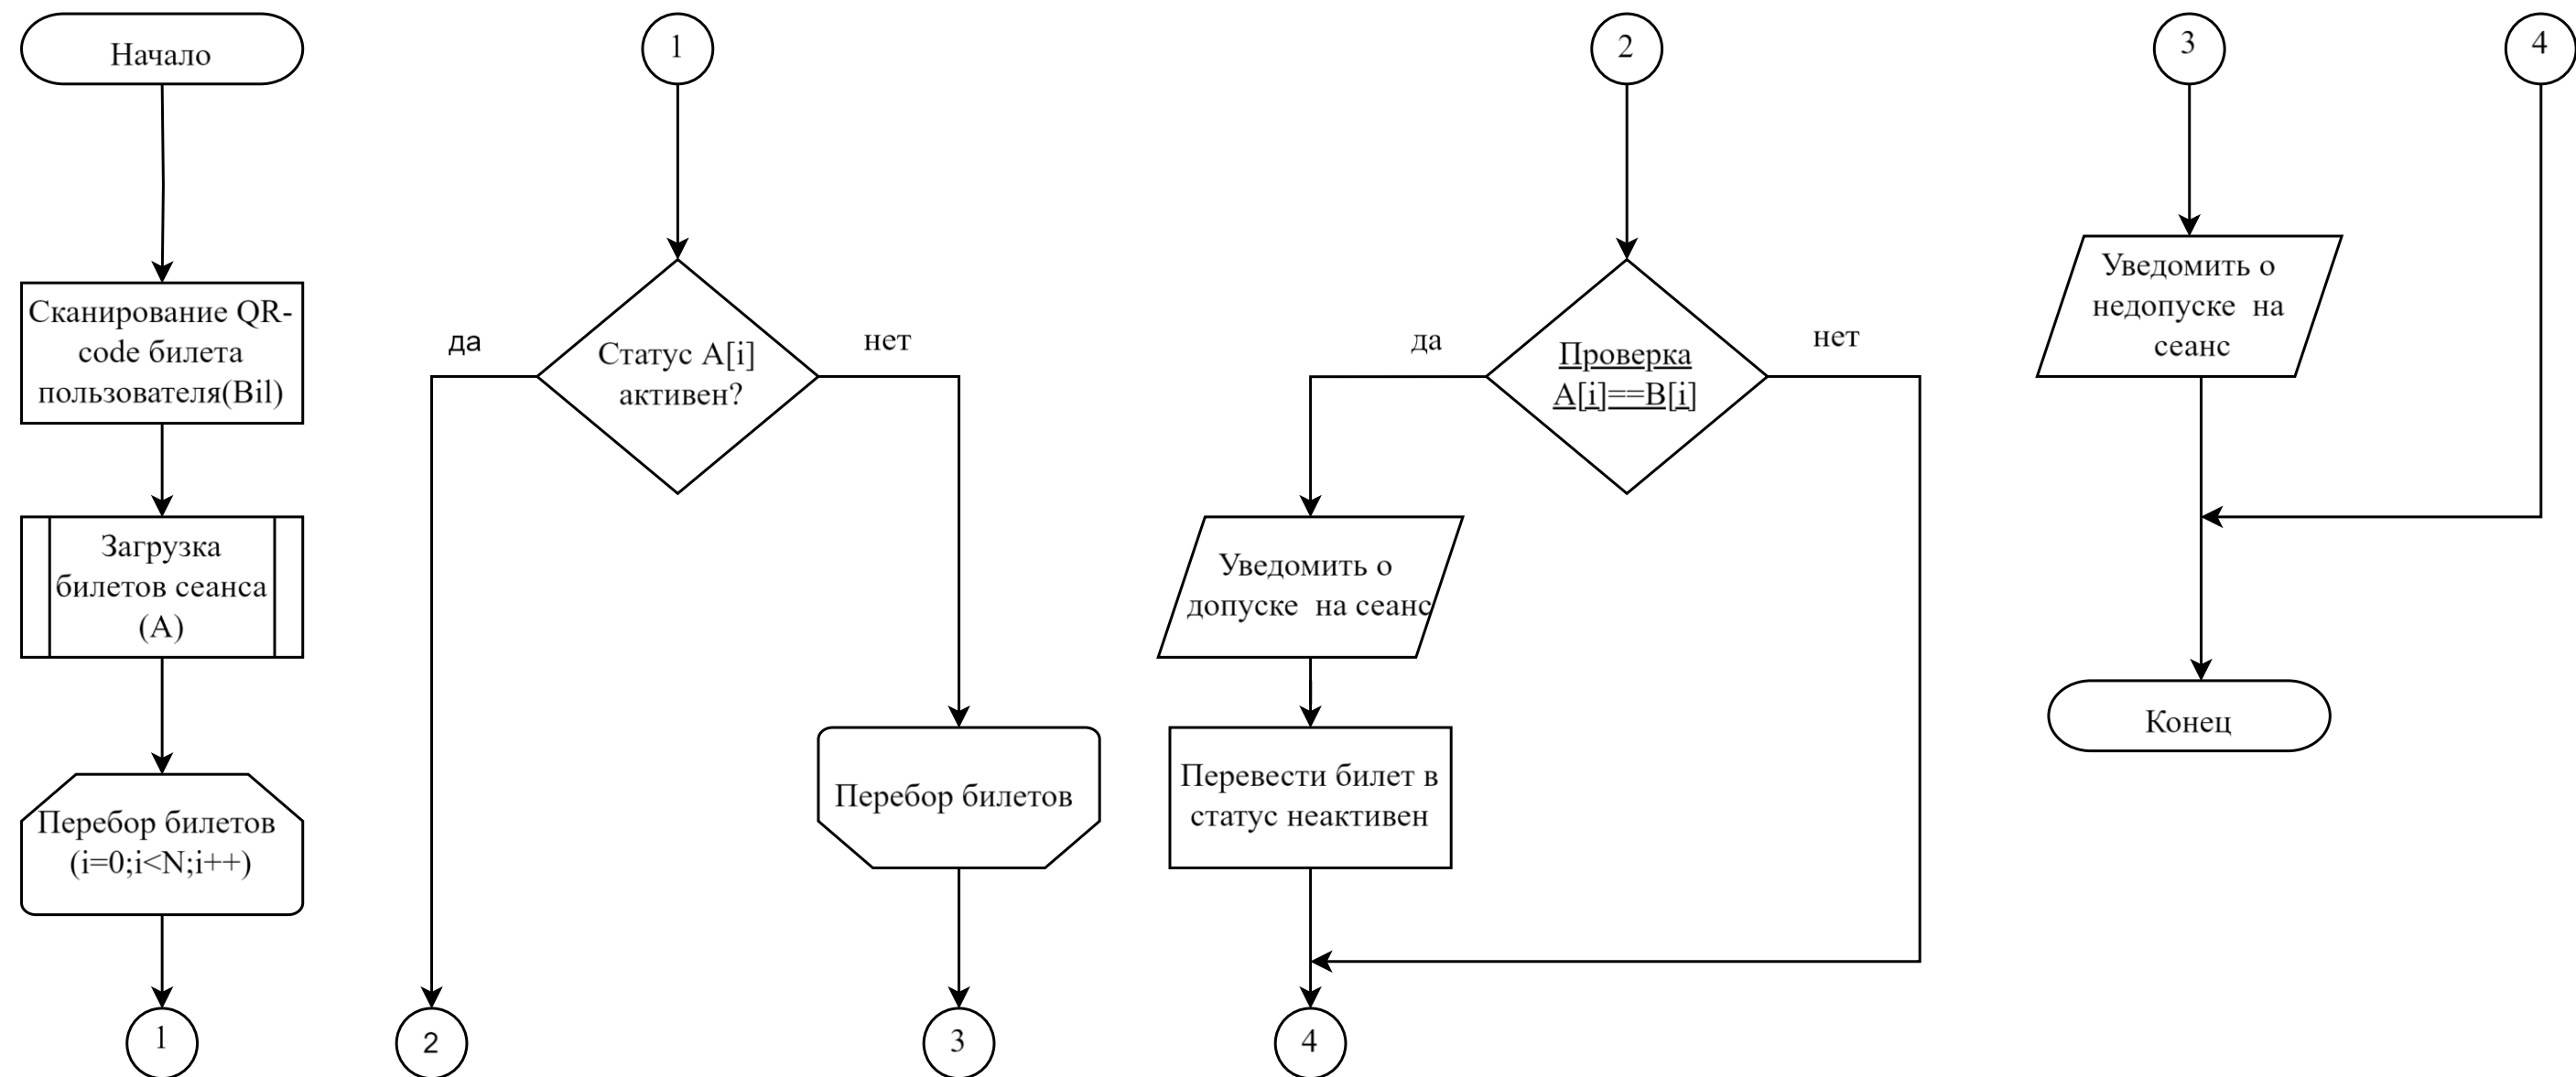 Начало
Сканирование QR-
code билета
пользователя(Bil)
Загрузка
билетов сеанса
(A)
Перебор билетов
(i=0;i<N;i++)
1
1
Статус A[i]
активен?
да
нет
Перебор билетов
2
3
2
Проверка
A[i]==B[i]
да
нет
Уведомить о
допуске на сеанс
Перевести билет в
статус неактивен
4
3
Уведомить о
недопуске на
сеанс
4
Конец